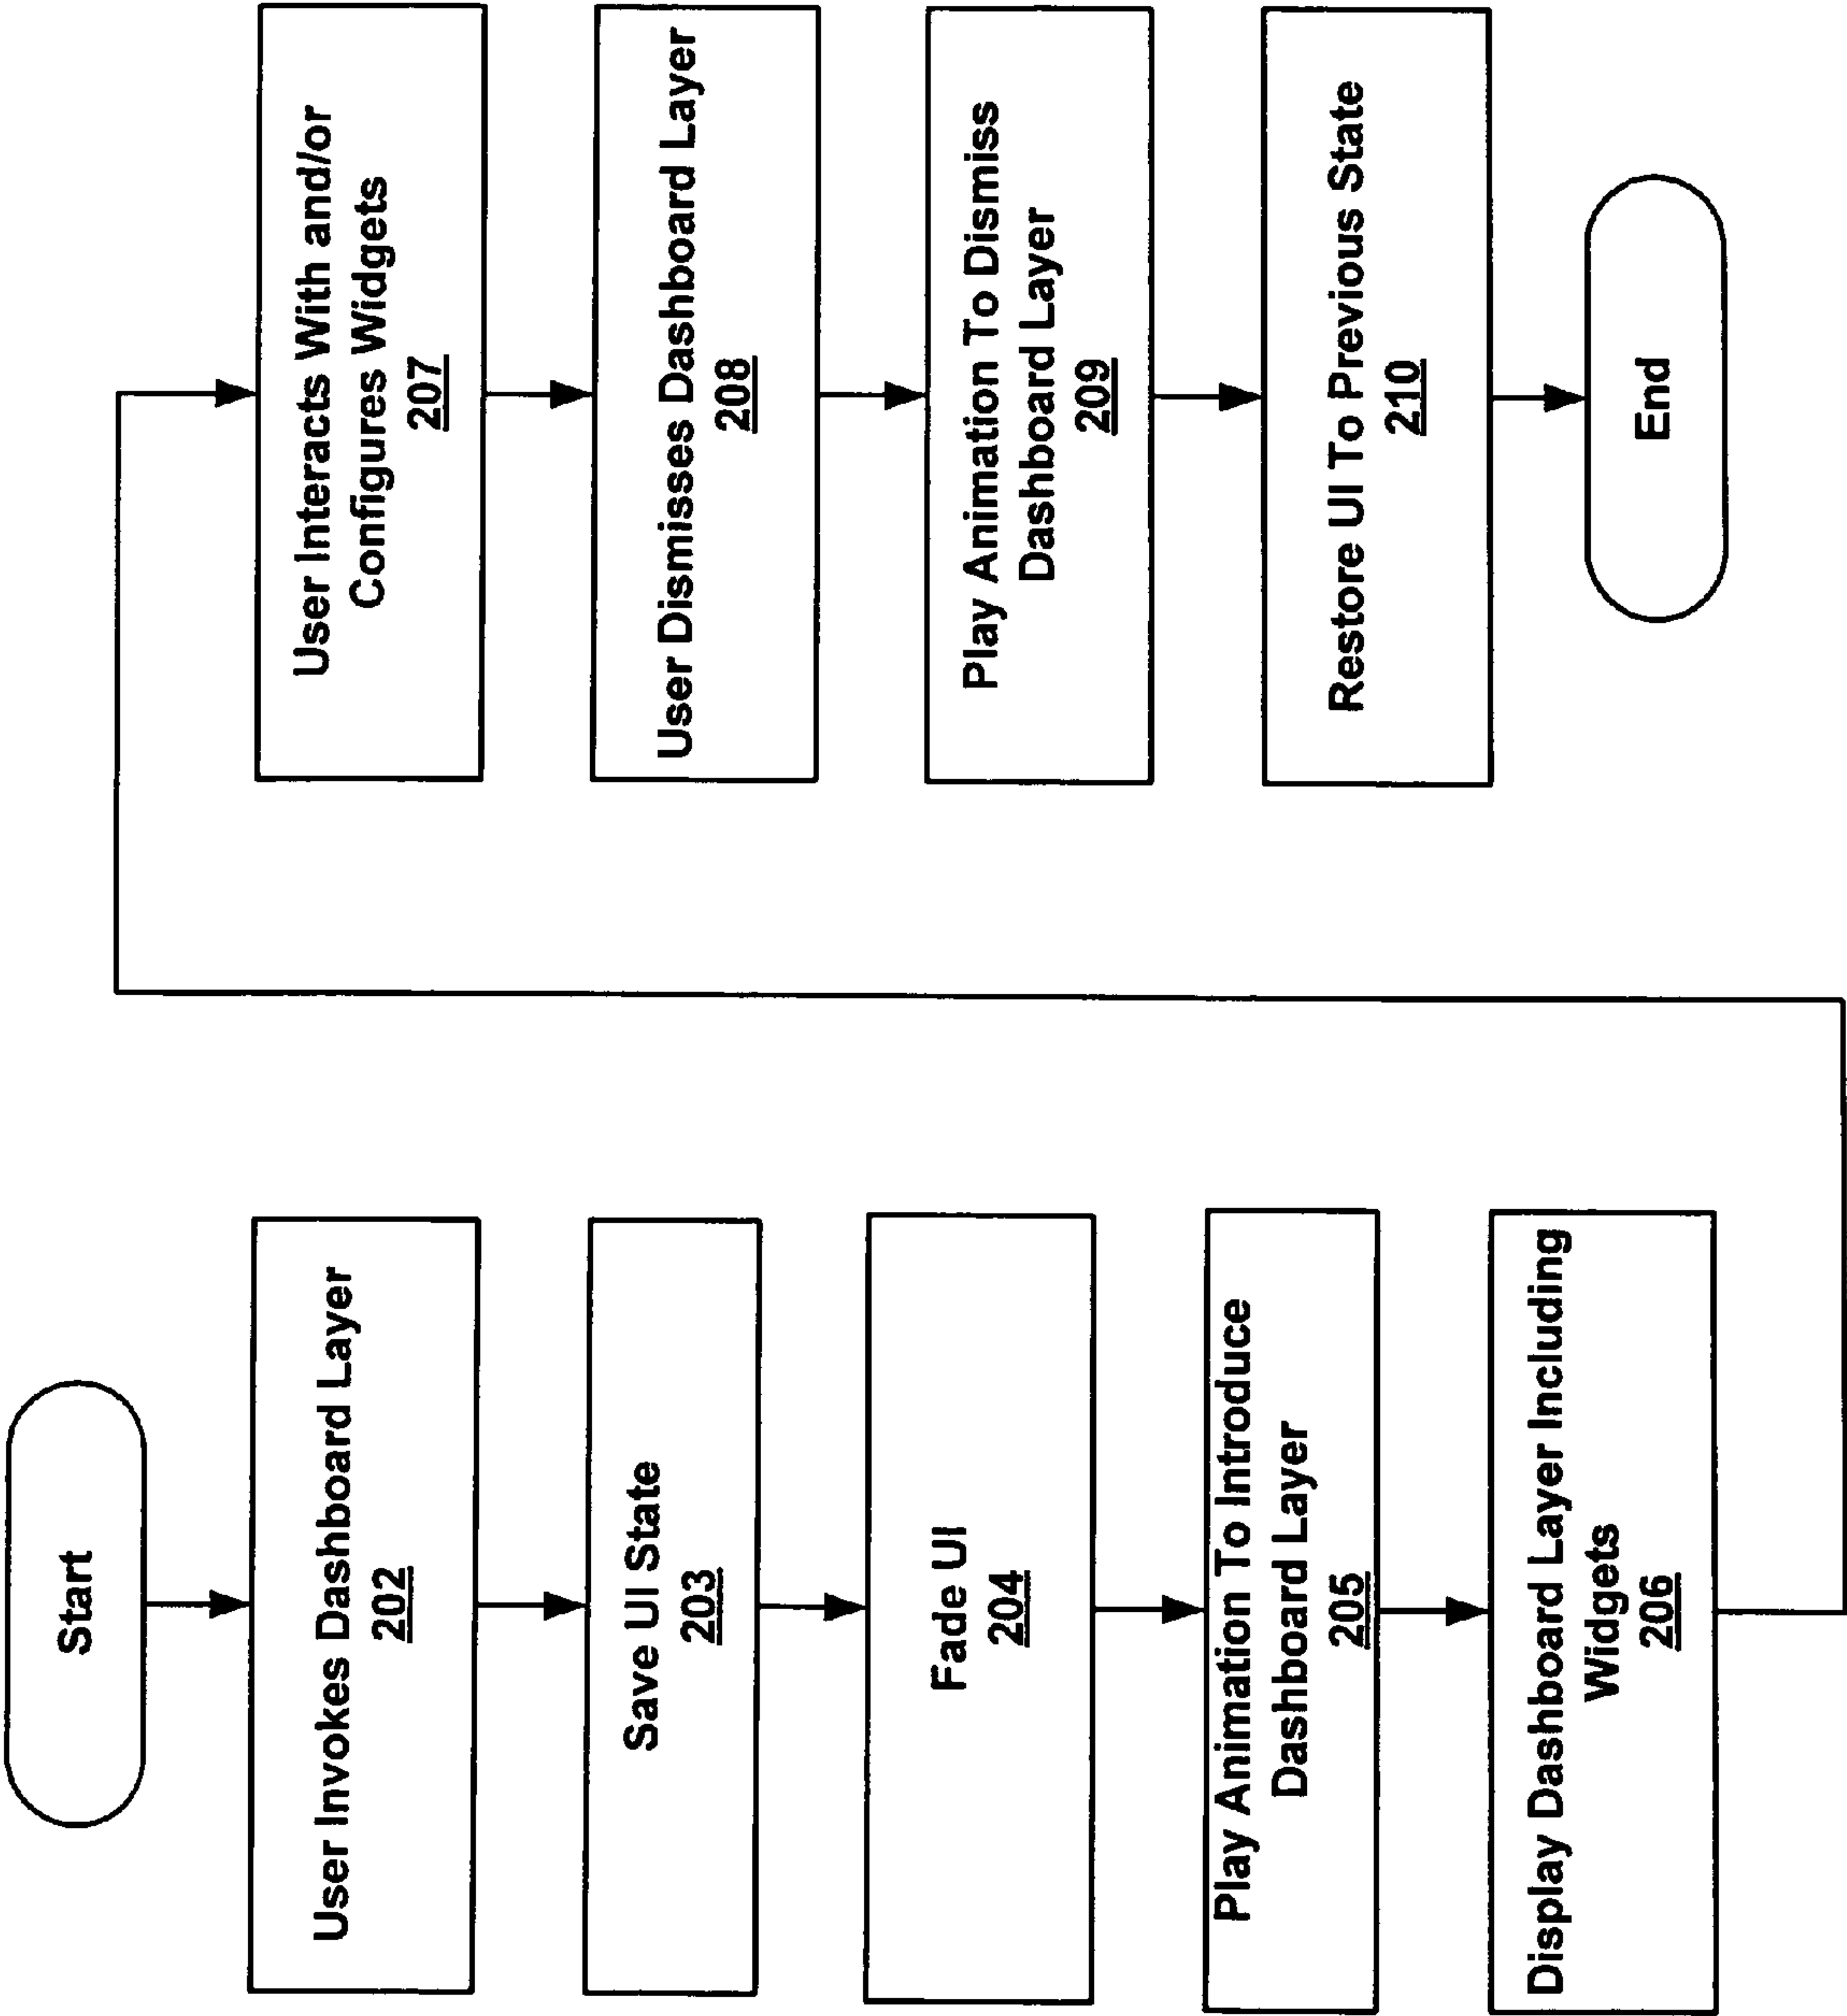 Start
User Invokes Dashboard Layer
202
Save UI State
203
Fade UI
204
Play Animation To Introduce
Dashboard Layer
205
Display Dashboard Layer Including
Widgets
206
User Interacts With and/or
Configures Widgets
207
User Dismisses Dashboard Layer
208
Play Animation To Dismiss
Dashboard Layer
209
Restore UI To Previous State
210
End